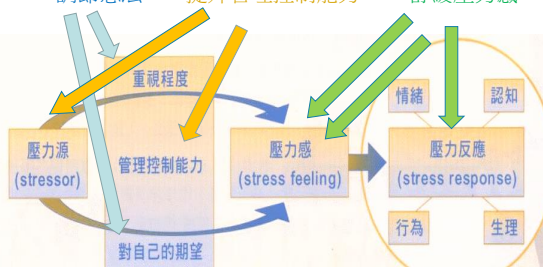 重視程度
情緒
認知
壓力源
(stressor)
管理控制能力
壓力感
(stress feeling)
壓力反應
(stress response)
行為
生理
對自己的期望